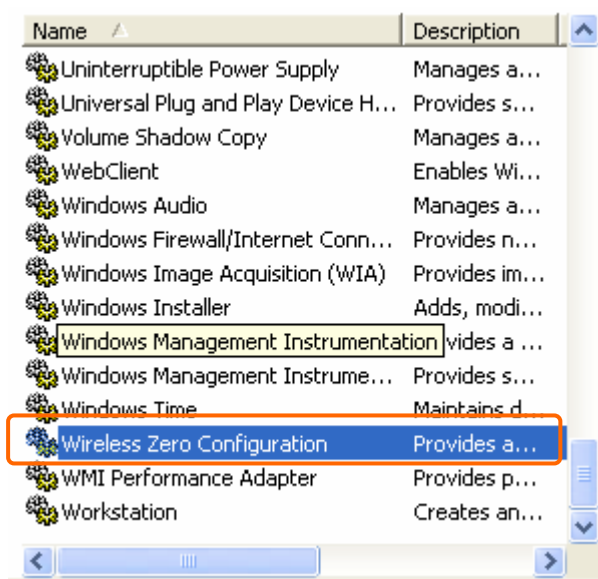 Name Description
Uninterruptible Power Supply Manages a...
Universal Plug and Play Device H... Provides s...
Volume Shadow Copy Manages a...
WebClient Enables Wi...
Windows Audio Manages a...
Windows Firewall/Internet Conn... Provides n...
Windows Image Acquisition (WIA) Provides im...
Windows Installer Adds, modi...
Windows Management Instrumentation vides a ...
Windows Management Instrume... Provides s...
Windows Time Maintains d...
Wireless Zero Configuration Provides a...
WMI Performance Adapter Provides p...
Workstation Creates an...